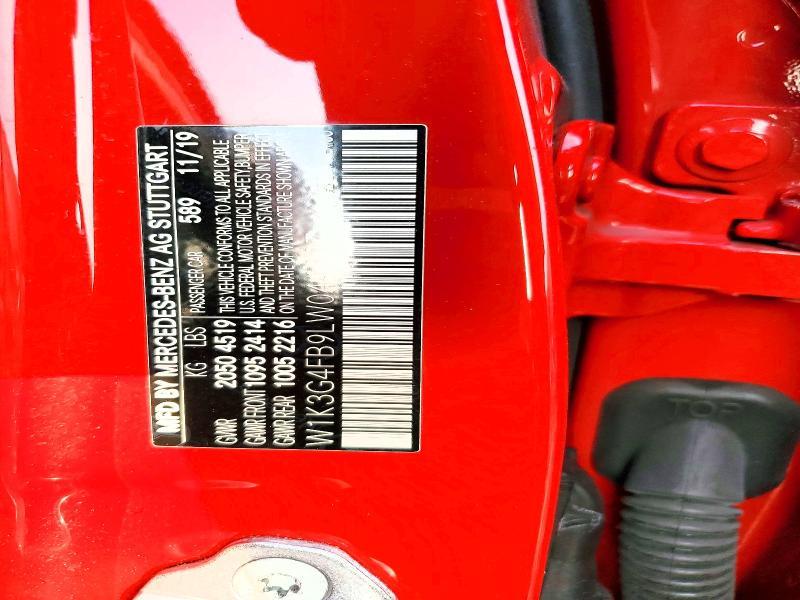 MFD BY MERCEDES-BENZ AG STUTTGART
KG LBS 589 11/19
PASSENGER CAR
GVWR 2050 4519
GAWR FRONT 1095 2414
GAWR REAR 1005 2216
THIS VEHICLE CONFORMS TO ALL APPLICABLE
U.S. FEDERAL MOTOR VEHICLE SAFETY, BUMPER
AND THEFT PREVENTION STANDARDS IN EFFECT
ON THE DATE OF MANUFACTURE SHOWN
W1K3G4FB9LW0
TOP